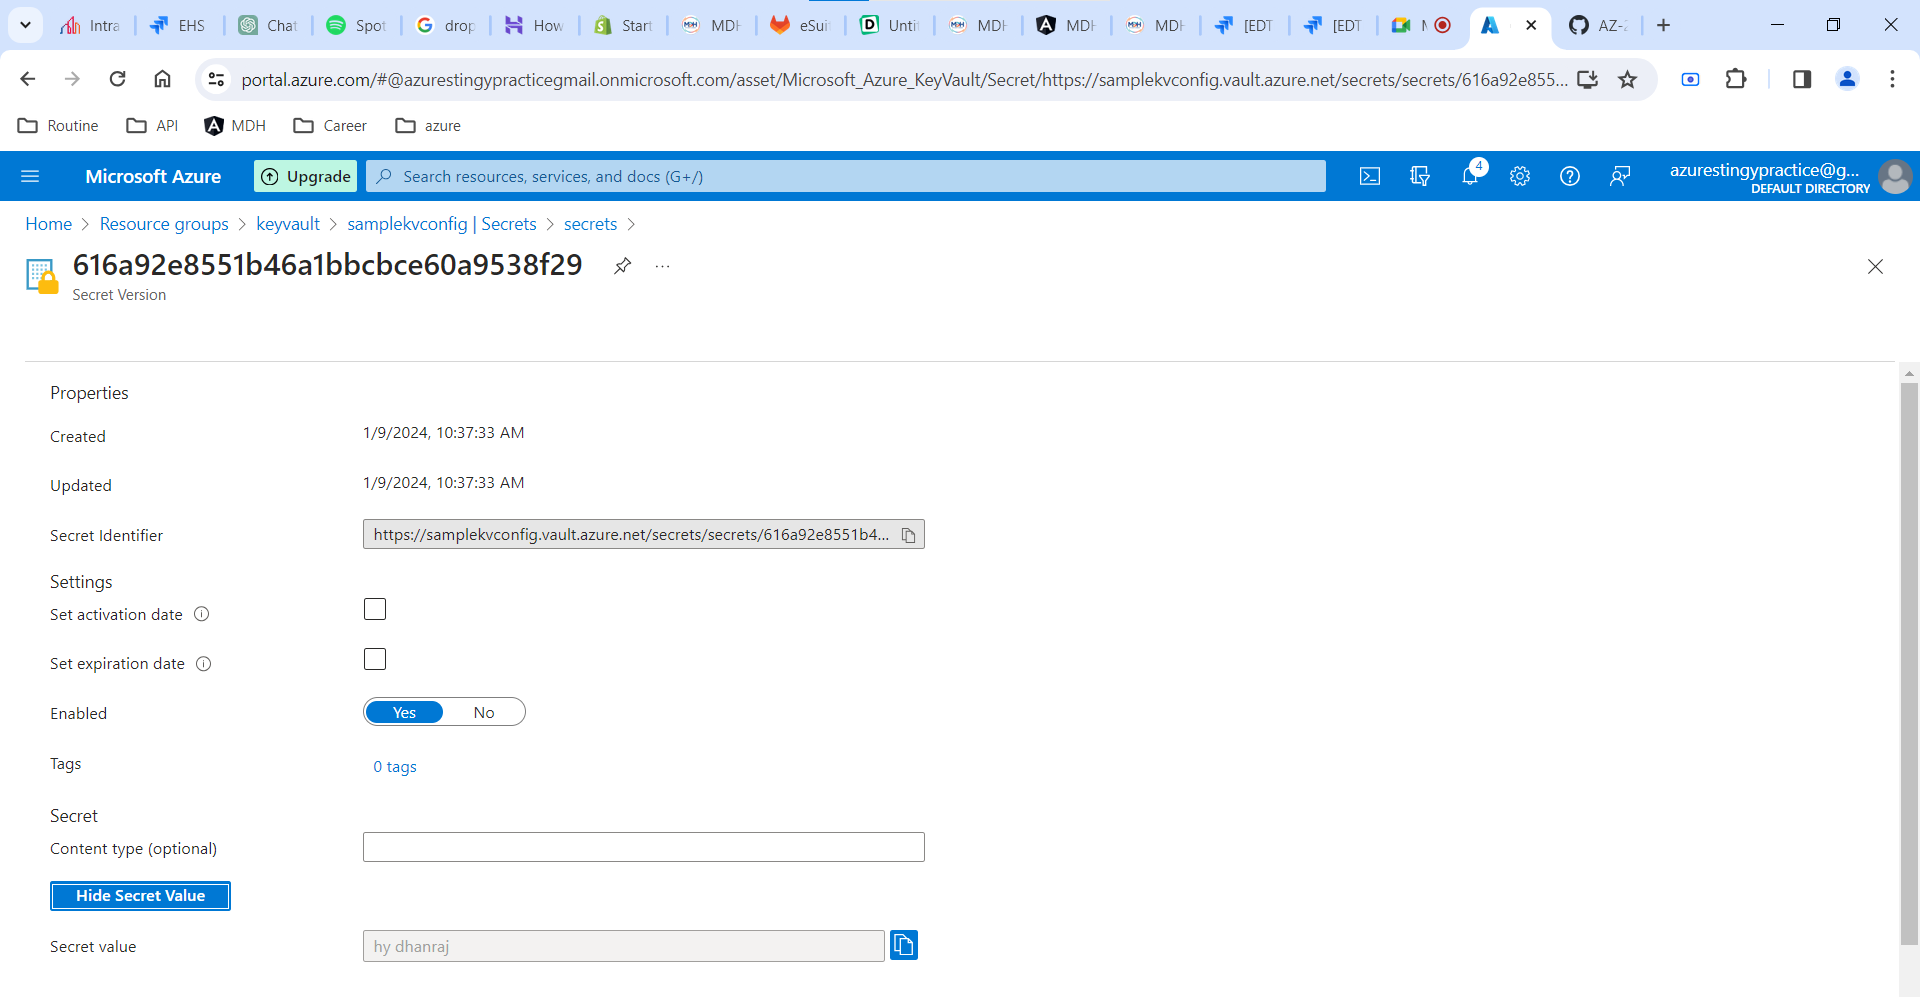 Intra
EHS
Chat
Spot
drop
How
Start
MDH
eSui
Unti
MDH
MDH
MDH
[EDT
[EDT
AZ-2
portal.azure.com/#@azurestingypracticegmail.onmicrosoft.com/asset/Microsoft_Azure_KeyVault/Secret/https://samplekvconfig.vault.azure.net/secrets/secrets/616a92e855...
Routine
API
MDH
Career
azure
Microsoft Azure
Upgrade
Search resources, services, and docs (G+/)
4
azurestingypractice@g...
DEFAULT DIRECTORY
Home > Resource groups > keyvault > samplekvconfig | Secrets > secrets >
616a92e8551b46a1bbcbce60a9538f29
...
Secret Version
Properties
Created
1/9/2024, 10:37:33 AM
Updated
1/9/2024, 10:37:33 AM
Secret Identifier
https://samplekvconfig.vault.azure.net/secrets/secrets/616a92e8551b4...
Settings
Set activation date
Set expiration date
Enabled
Yes
No
Tags
0 tags
Secret
Content type (optional)
Hide Secret Value
Secret value
hy dhanraj